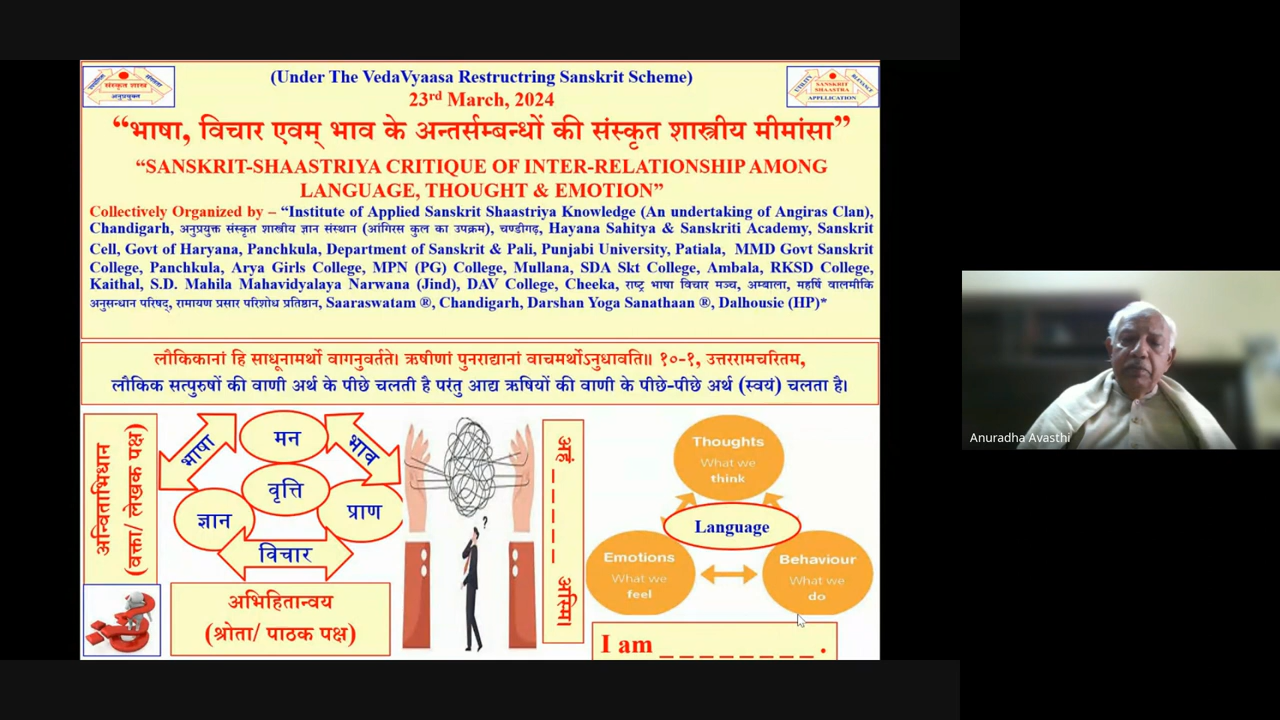 (Under The VedaVyaasa Restructring Sanskrit Scheme)
23rd March, 2024
“भाषा, विचार एवम् भाव के अन्तर्सम्बन्धों की संस्कृत शास्त्रीय मीमांसा”
“SANSKRIT-SHAASTRIYA CRITIQUE OF INTER-RELATIONSHIP AMONG
LANGUAGE, THOUGHT & EMOTION”
Collectively Organized by – “Institute of Applied Sanskrit Shaastriya Knowledge (An undertaking of Angiras Clan),
Chandigarh, अनुप्रयुक्त संस्कृत शास्त्रीय ज्ञान संस्थान (आंगिरस कुल का उपक्रम), चण्डीगढ़, Hayana Sahitya & Sanskriti Academy, Sanskrit
Cell, Govt of Haryana, Panchkula, Department of Sanskrit & Pali, Punjabi University, Patiala, MMD Govt Sanskrit
College, Panchkula, Arya Girls College, MPN (PG) College, Mullana, SDA Skt College, Ambala, RKSD College,
Kaithal, S.D. Mahila Mahavidyalaya Narwana (Jind), DAV College, Cheeka, राष्ट्र भाषा विचार मञ्च, अम्बाला, महर्षि वाल्मीकि
अनुसन्धान परिषद्, रामायण प्रसार परिशोध प्रतिष्ठान, Saaraswatam ®, Chandigarh, Darshan Yoga Sanathaan ®, Dalhousie (HP)*
संस्कृत शास्त्र
अनुप्रयुक्त
UTILITY
SANSKRIT
SHAASTRA
APPLLICATION
लौकिकानां हि साधूनामर्थो वागनुवर्तते। ऋषीणां पुनराद्यानां वाचमर्थोऽनुधावति॥ १०-१, उत्तररामचरितम,
लौकिक सत्पुरुषों की वाणी अर्थ के पीछे चलती है परंतु आद्य ऋषियों की वाणी के पीछे-पीछे अर्थ (स्वयं) चलता है।
अन्विताभिधान
(वक्ता/ लेखक पक्ष)
भाषा
मन
भाव
वृत्ति
ज्ञान
प्राण
विचार
अभिहितान्वय
(श्रोता/ पाठक पक्ष)
?
अहं _ _ _ _ _ अस्मि।
Thoughts
What we
think
Language
Emotions
What we
feel
Behaviour
What we
do
I am _ _ _ _ _ _ _ _ .
Anuradha Avasthi